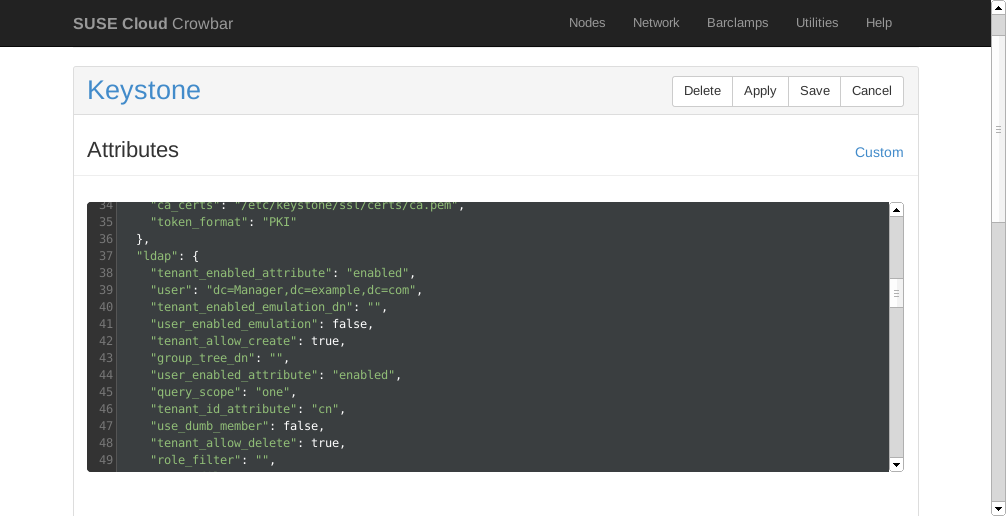 SUSE Cloud Crowbar Nodes Network Barclamps Utilities Help
Keystone Delete Apply Save Cancel
Attributes Custom
34 "ca_certs": "/etc/keystone/ssl/certs/ca.pem",
35 "token_format": "PKI"
36 },
37 "ldap": {
38 "tenant_enabled_attribute": "enabled",
39 "user": "dc=Manager,dc=example,dc=com",
40 "tenant_enabled_emulation_dn": "",
41 "user_enabled_emulation": false,
42 "tenant_allow_create": true,
43 "group_tree_dn": "",
44 "user_enabled_attribute": "enabled",
45 "query_scope": "one",
46 "tenant_id_attribute": "cn",
47 "use_dumb_member": false,
48 "tenant_allow_delete": true,
49 "role_filter": "",